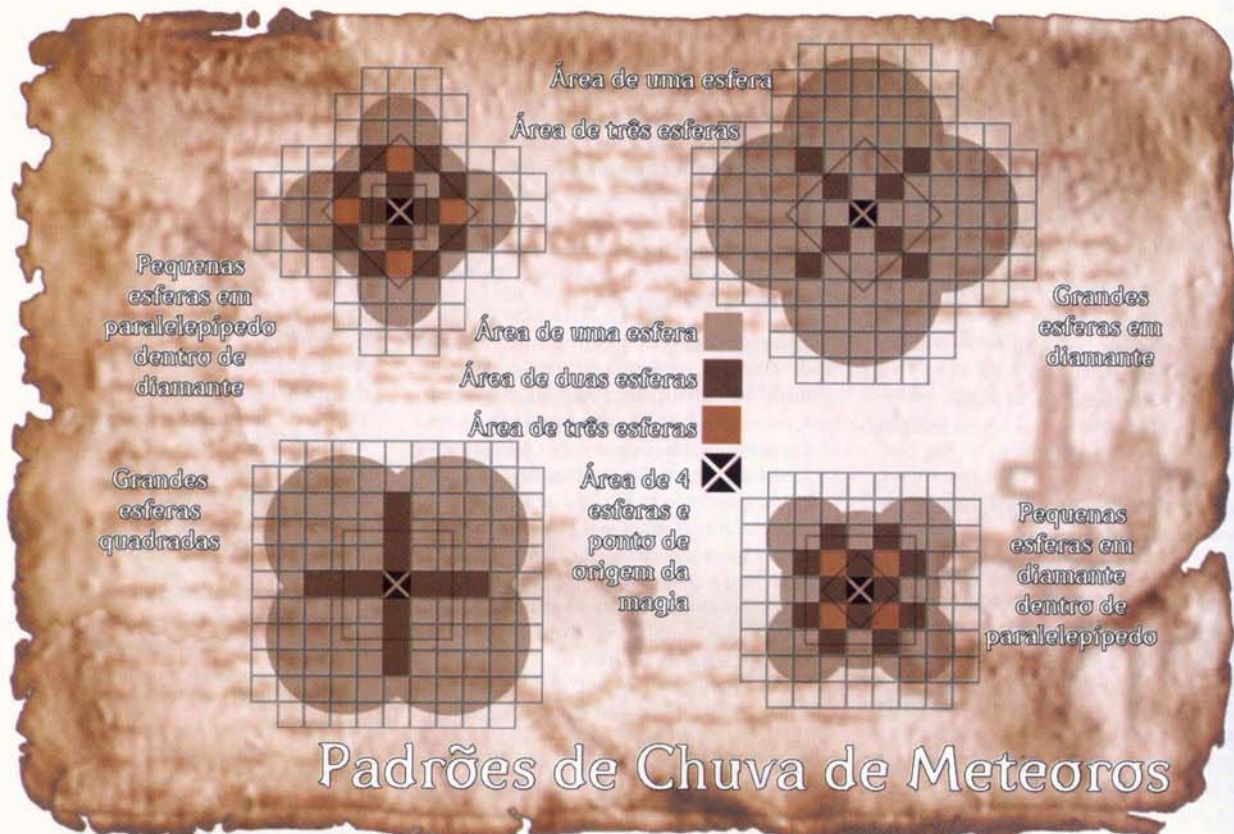 Área de uma esfera
Área de três esferas
Pequenas
esferas em
paralelepípedo
dentro de
diamante
Grandes
esferas em
diamante
Área de uma esfera
Área de duas esferas
Área de três esferas
Área de 4
esferas e
ponto de
origem da
magia
Grandes
esferas
quadradas
Pequenas
esferas em
diamante
dentro de
paralelepípedo
Padrões de Chuva de Meteoros